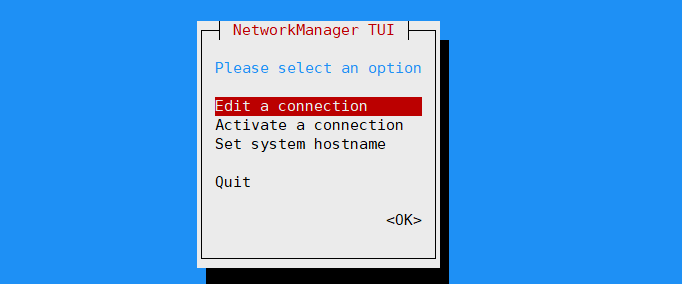 NetworkManager TUI
Please select an option
Edit a connection
Activate a connection
Set system hostname
Quit
<OK>